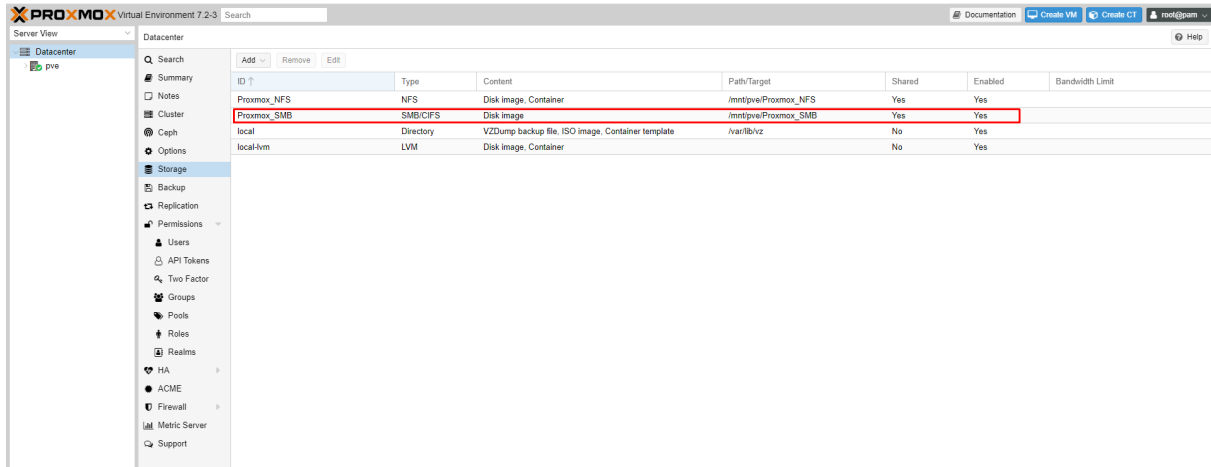 PROXMOX Virtual Environment 7.2-3 Search Documentation Create VM Create CT root@pam
Server View
Datacenter
pve
Datacenter Help
Search
Summary
Notes
Cluster
Ceph
Options
Storage
Backup
Replication
Permissions
Users
API Tokens
Two Factor
Groups
Pools
Roles
Realms
HA
ACME
Firewall
Metric Server
Support
Add Remove Edit
ID Type Content Path/Target Shared Enabled Bandwidth Limit
Proxmox_NFS NFS Disk image, Container /mnt/pve/Proxmox_NFS Yes Yes
Proxmox_SMB SMB/CIFS Disk image /mnt/pve/Proxmox_SMB Yes Yes
local Directory VZDump backup file, ISO image, Container template /var/lib/vz No Yes
local-lvm LVM Disk image, Container No Yes